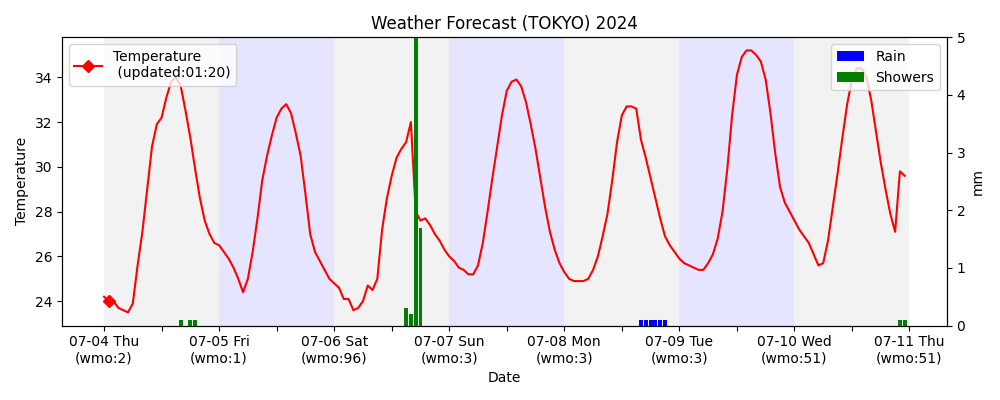 Weather Forecast (TOKYO) 2024
Temperature
(updated:01:20)
Rain
Showers
Temperature
34
32
30
28
26
24
5
4
3
2
1
0
mm
07-04 Thu
(wmo:2)
07-05 Fri
(wmo:1)
07-06 Sat
(wmo:96)
07-07 Sun
(wmo:3)
07-08 Mon
(wmo:3)
07-09 Tue
(wmo:3)
07-10 Wed
(wmo:51)
07-11 Thu
(wmo:51)
Date